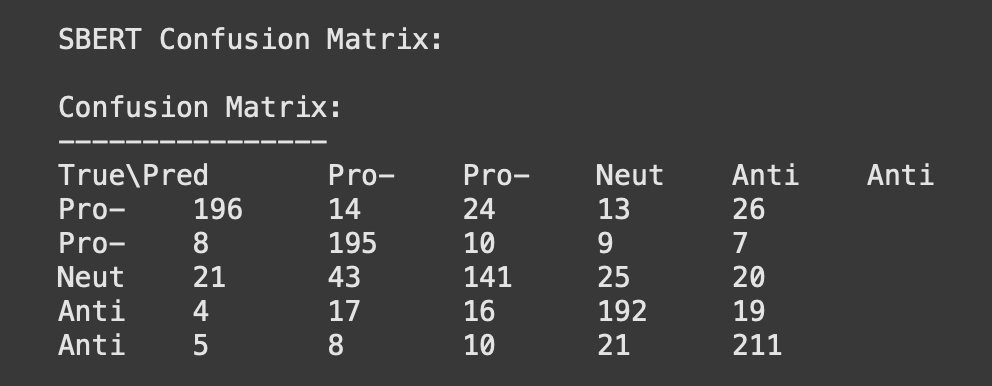 SBERT Confusion Matrix:
Confusion Matrix:
----------------
True\Pred Pro- Pro- Neut Anti Anti
Pro- 196 14 24 13 26
Pro- 8 195 10 9 7
Neut 21 43 141 25 20
Anti 4 17 16 192 19
Anti 5 8 10 21 211